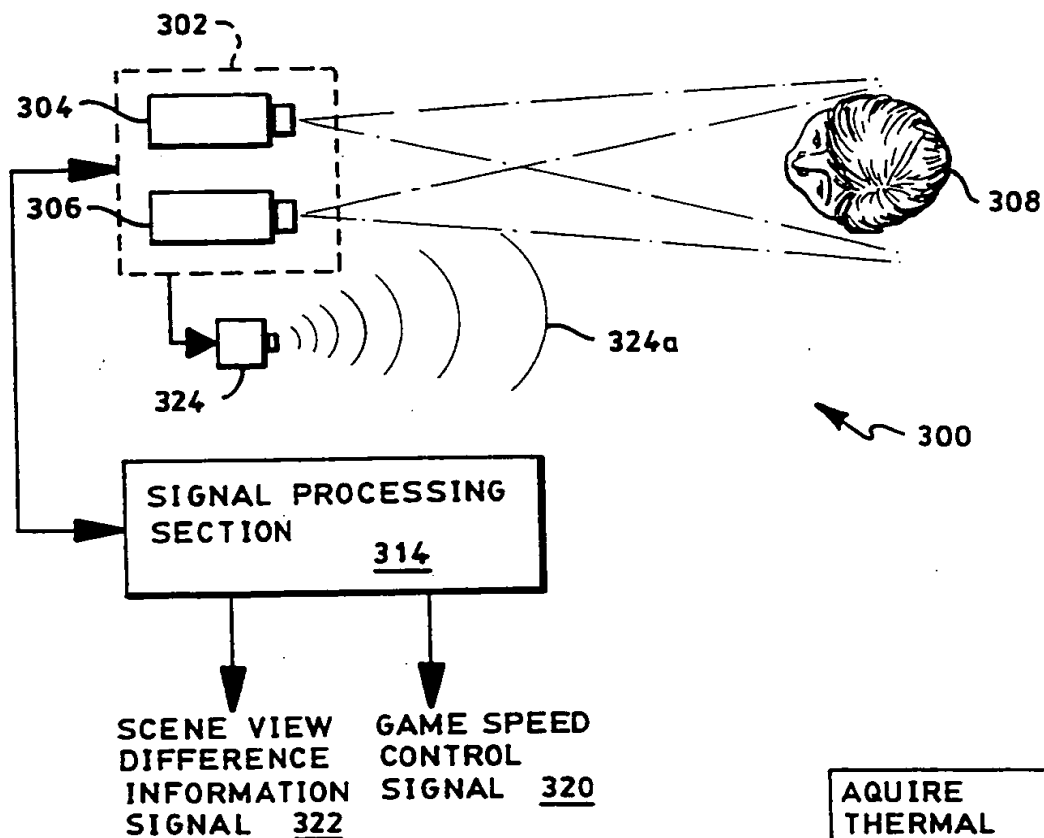 302
304
306
308
324a
324
300
SIGNAL PROCESSING
SECTION
314
SCENE VIEW
DIFFERENCE
INFORMATION
SIGNAL 322
GAME SPEED
CONTROL
SIGNAL 320
AQUIRE
THERMAL